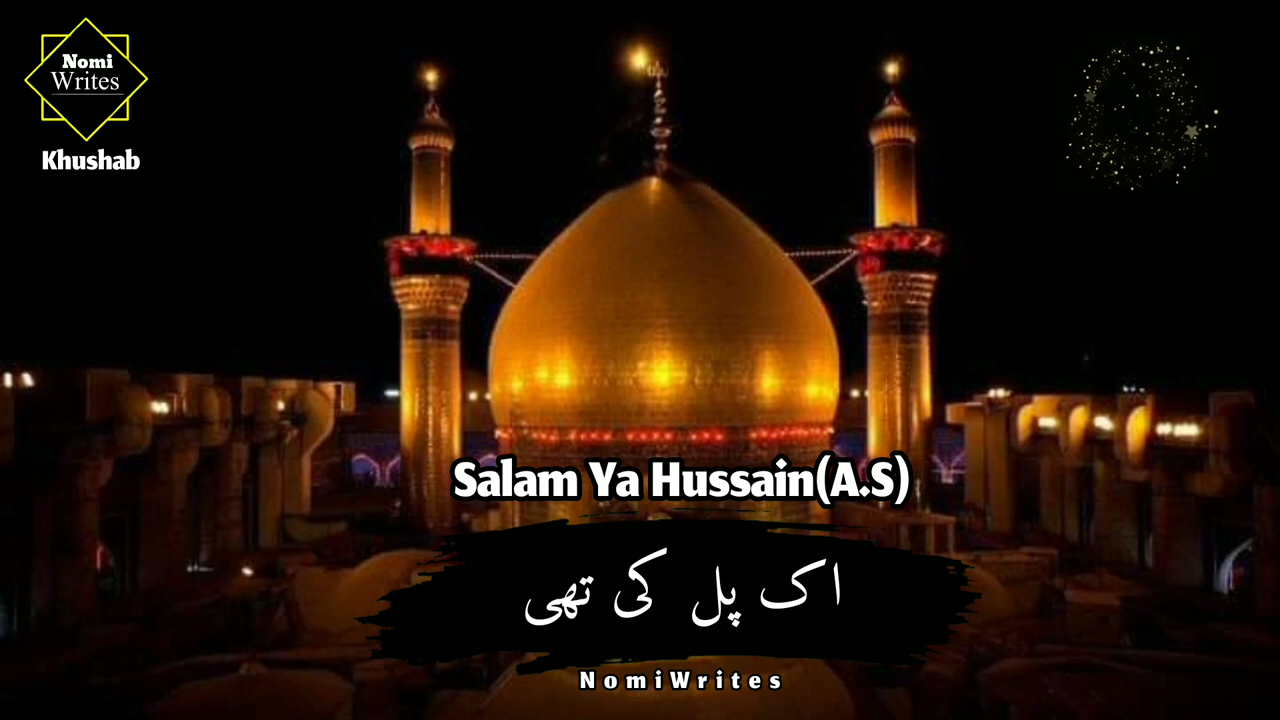 Nomi
Writes
Khushab
Salam Ya Hussain(A.S)
اک پل کی تھی
NomiWrites